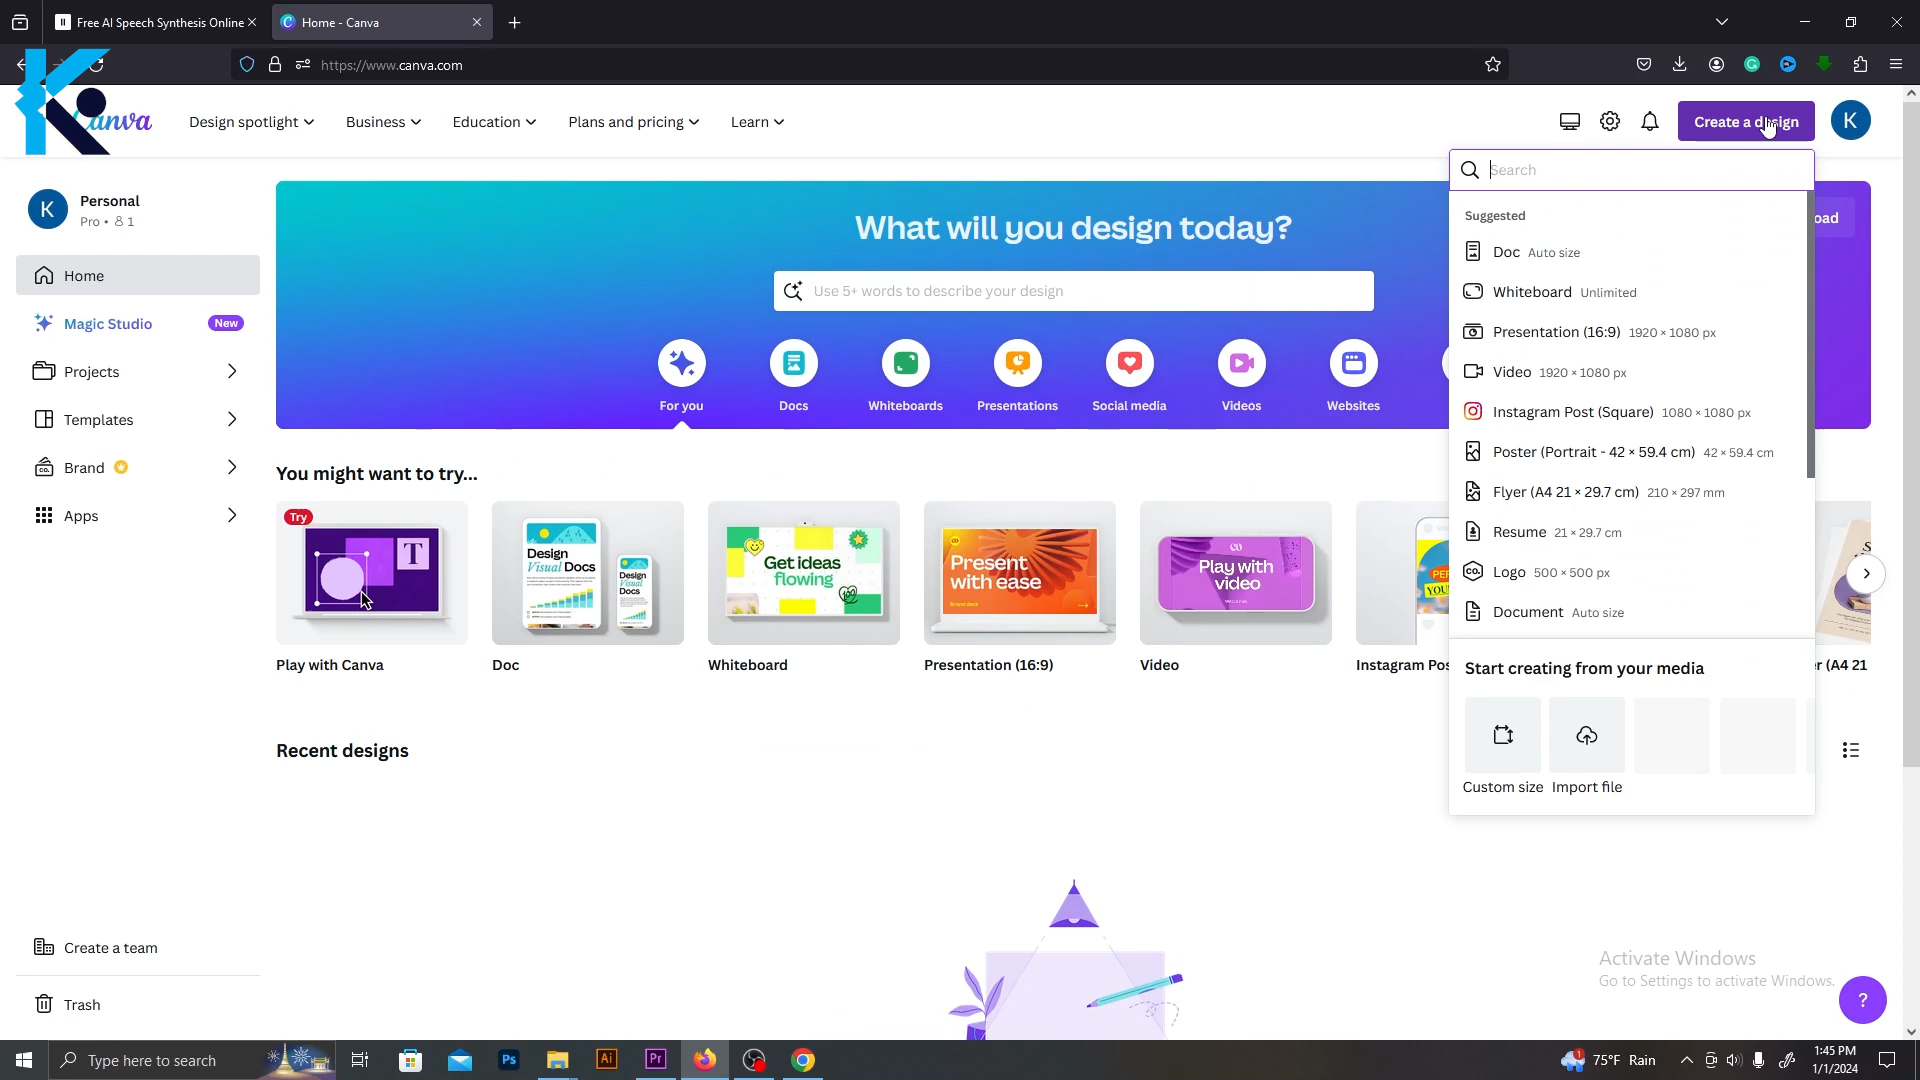 Free AI Speech Synthesis Online
Home - Canva
https://www.canva.com
Canva
Design spotlight
Business
Education
Plans and pricing
Learn
Create a design
K
K
Personal
Pro • 1
Home
Magic Studio
New
Projects
Templates
Brand
Apps
Create a team
Trash
What will you design today?
Use 5+ words to describe your design
For you
Docs
Whiteboards
Presentations
Social media
Videos
Websites
Search
Suggested
Doc Auto size
Whiteboard Unlimited
Presentation (16:9) 1920 × 1080 px
Video 1920 × 1080 px
Instagram Post (Square) 1080 × 1080 px
Poster (Portrait - 42 × 59.4 cm) 42 × 59.4 cm
Flyer (A4 21 × 29.7 cm) 210 × 297 mm
Resume 21 × 29.7 cm
Logo 500 × 500 px
Document Auto size
Start creating from your media
Custom size
Import file
You might want to try...
Try
T
Design
Visual Docs
Design
Visual
Docs
Get ideas
flowing
100
Present
with ease
Play with
video
Play with Canva
Doc
Whiteboard
Presentation (16:9)
Video
Instagram Pos
r (A4 21
Recent designs
Activate Windows
Go to Settings to activate Windows.
?
Type here to search
Ps
Ai
Pr
1
75°F Rain
1:45 PM
1/1/2024